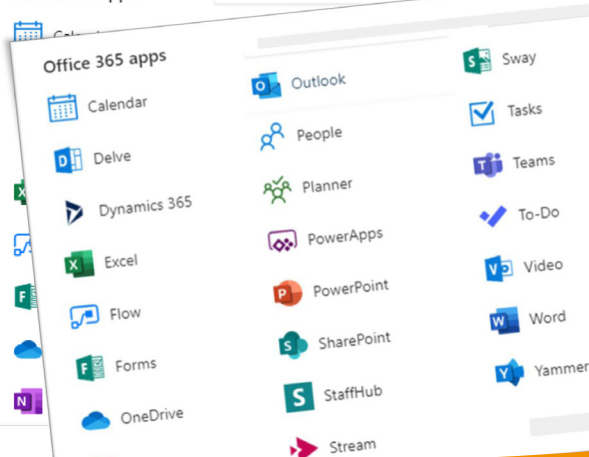 Office 365 apps
Calendar
Delve
Dynamics 365
Excel
Flow
Forms
OneDrive
Outlook
People
Planner
PowerApps
PowerPoint
SharePoint
StaffHub
Stream
Sway
Tasks
Teams
To-Do
Video
Word
Yammer